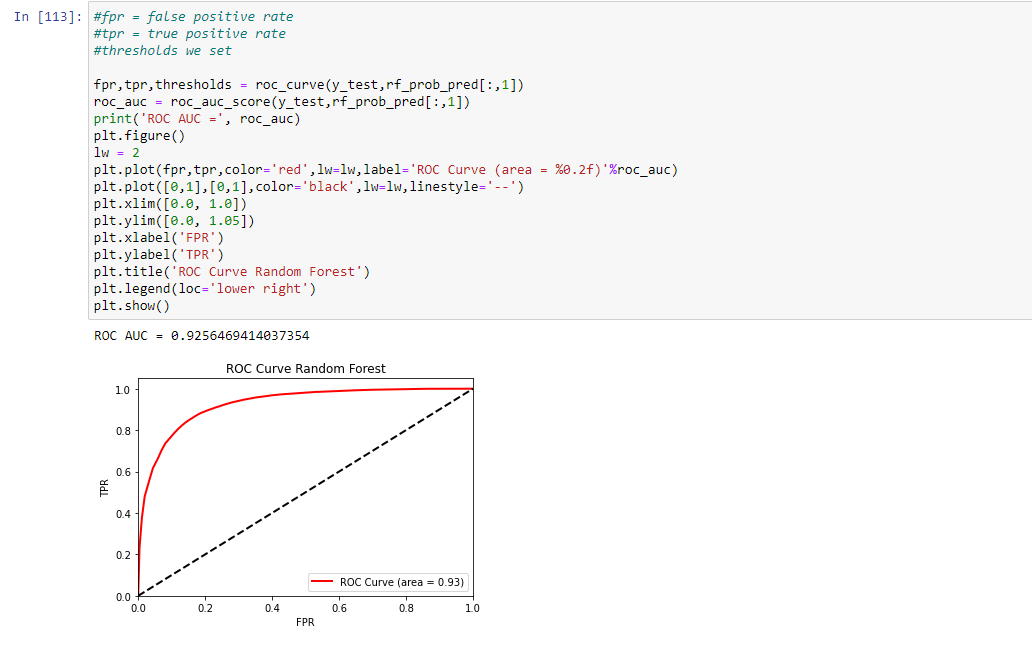 In [113]:
#fpr = false positive rate
#tpr = true positive rate
#thresholds we set
fpr,tpr,thresholds = roc_curve(y_test,rf_prob_pred[:,1])
roc_auc = roc_auc_score(y_test,rf_prob_pred[:,1])
print('ROC AUC =', roc_auc)
plt.figure()
lw = 2
plt.plot(fpr,tpr,color='red',lw=lw,label='ROC Curve (area = %0.2f)'%roc_auc)
plt.plot([0,1],[0,1],color='black',lw=lw,linestyle='--')
plt.xlim([0.0, 1.0])
plt.ylim([0.0, 1.05])
plt.xlabel('FPR')
plt.ylabel('TPR')
plt.title('ROC Curve Random Forest')
plt.legend(loc='lower right')
plt.show()
ROC AUC = 0.9256469414037354
ROC Curve Random Forest
1.0
0.8
0.6
0.4
0.2
0.0
TPR
ROC Curve (area = 0.93)
0.0 0.2 0.4 0.6 0.8 1.0
FPR